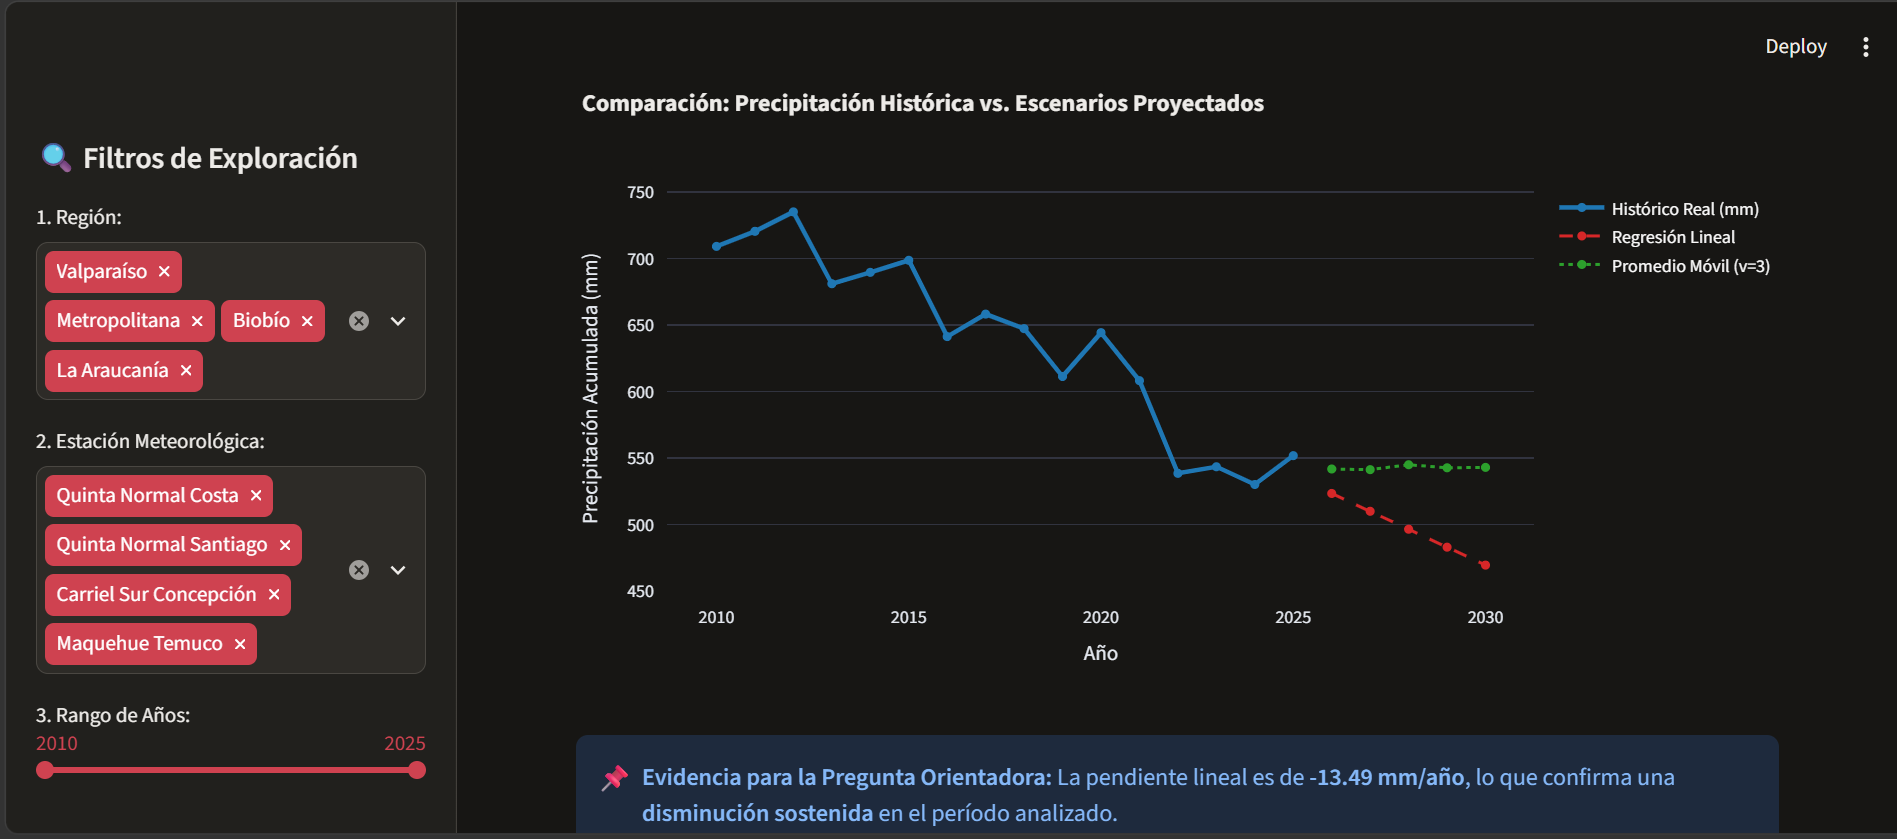 Deploy
🔍 Filtros de Exploración
1. Región:
Valparaíso ×
Metropolitana × Biobío ×
La Araucanía ×
2. Estación Meteorológica:
Quinta Normal Costa ×
Quinta Normal Santiago ×
Carriel Sur Concepción ×
Maquehue Temuco ×
3. Rango de Años:
2010 2025
Comparación: Precipitación Histórica vs. Escenarios Proyectados
Precipitación Acumulada (mm)
750
700
650
600
550
500
450
2010 2015 2020 2025 2030
Año
Histórico Real (mm)
Regresión Lineal
Promedio Móvil (v=3)
📌 Evidencia para la Pregunta Orientadora: La pendiente lineal es de -13.49 mm/año, lo que confirma una
disminución sostenida en el período analizado.